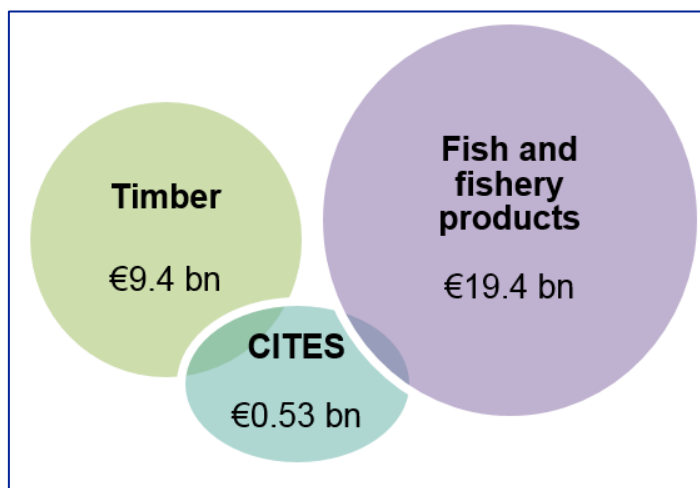 Timber
€9.4 bn
Fish and
fishery
products
€19.4 bn
CITES
€0.53 bn